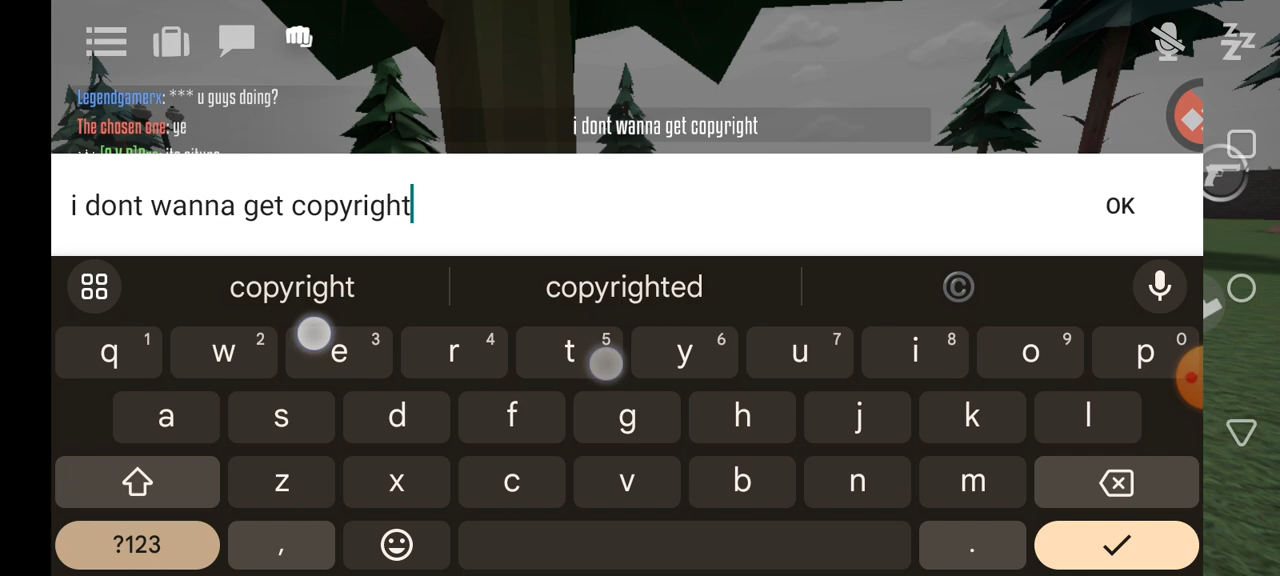 Legendgamerx: *** u guys doing?
The chosen one: ye
i dont wanna get copyright
i dont wanna get copyright
OK
copyright copyrighted ©
q 1 w 2 e 3 r 4 t 5 y 6 u 7 i 8 o 9 p 0
a s d f g h j k l
z x c v b n m
?123 , .